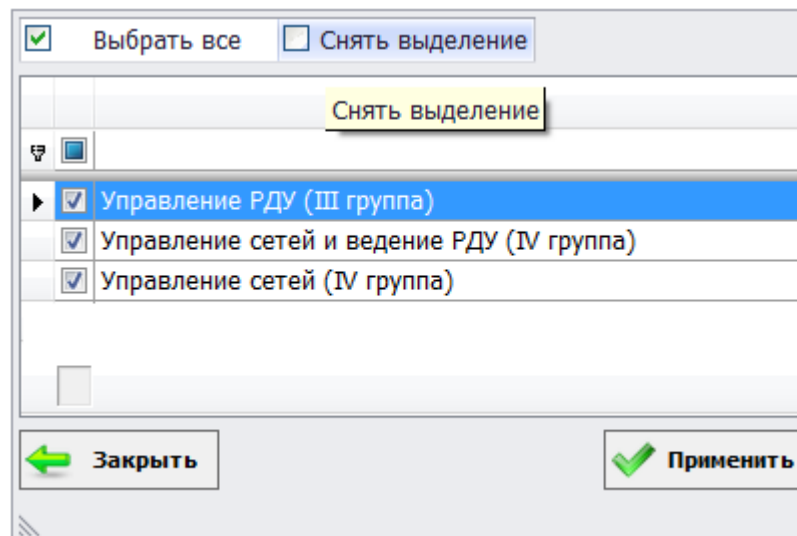 Выбрать все Снять выделение
Снять выделение
Управление РДУ (III группа)
Управление сетей и ведение РДУ (IV группа)
Управление сетей (IV группа)
Закрыть Применить